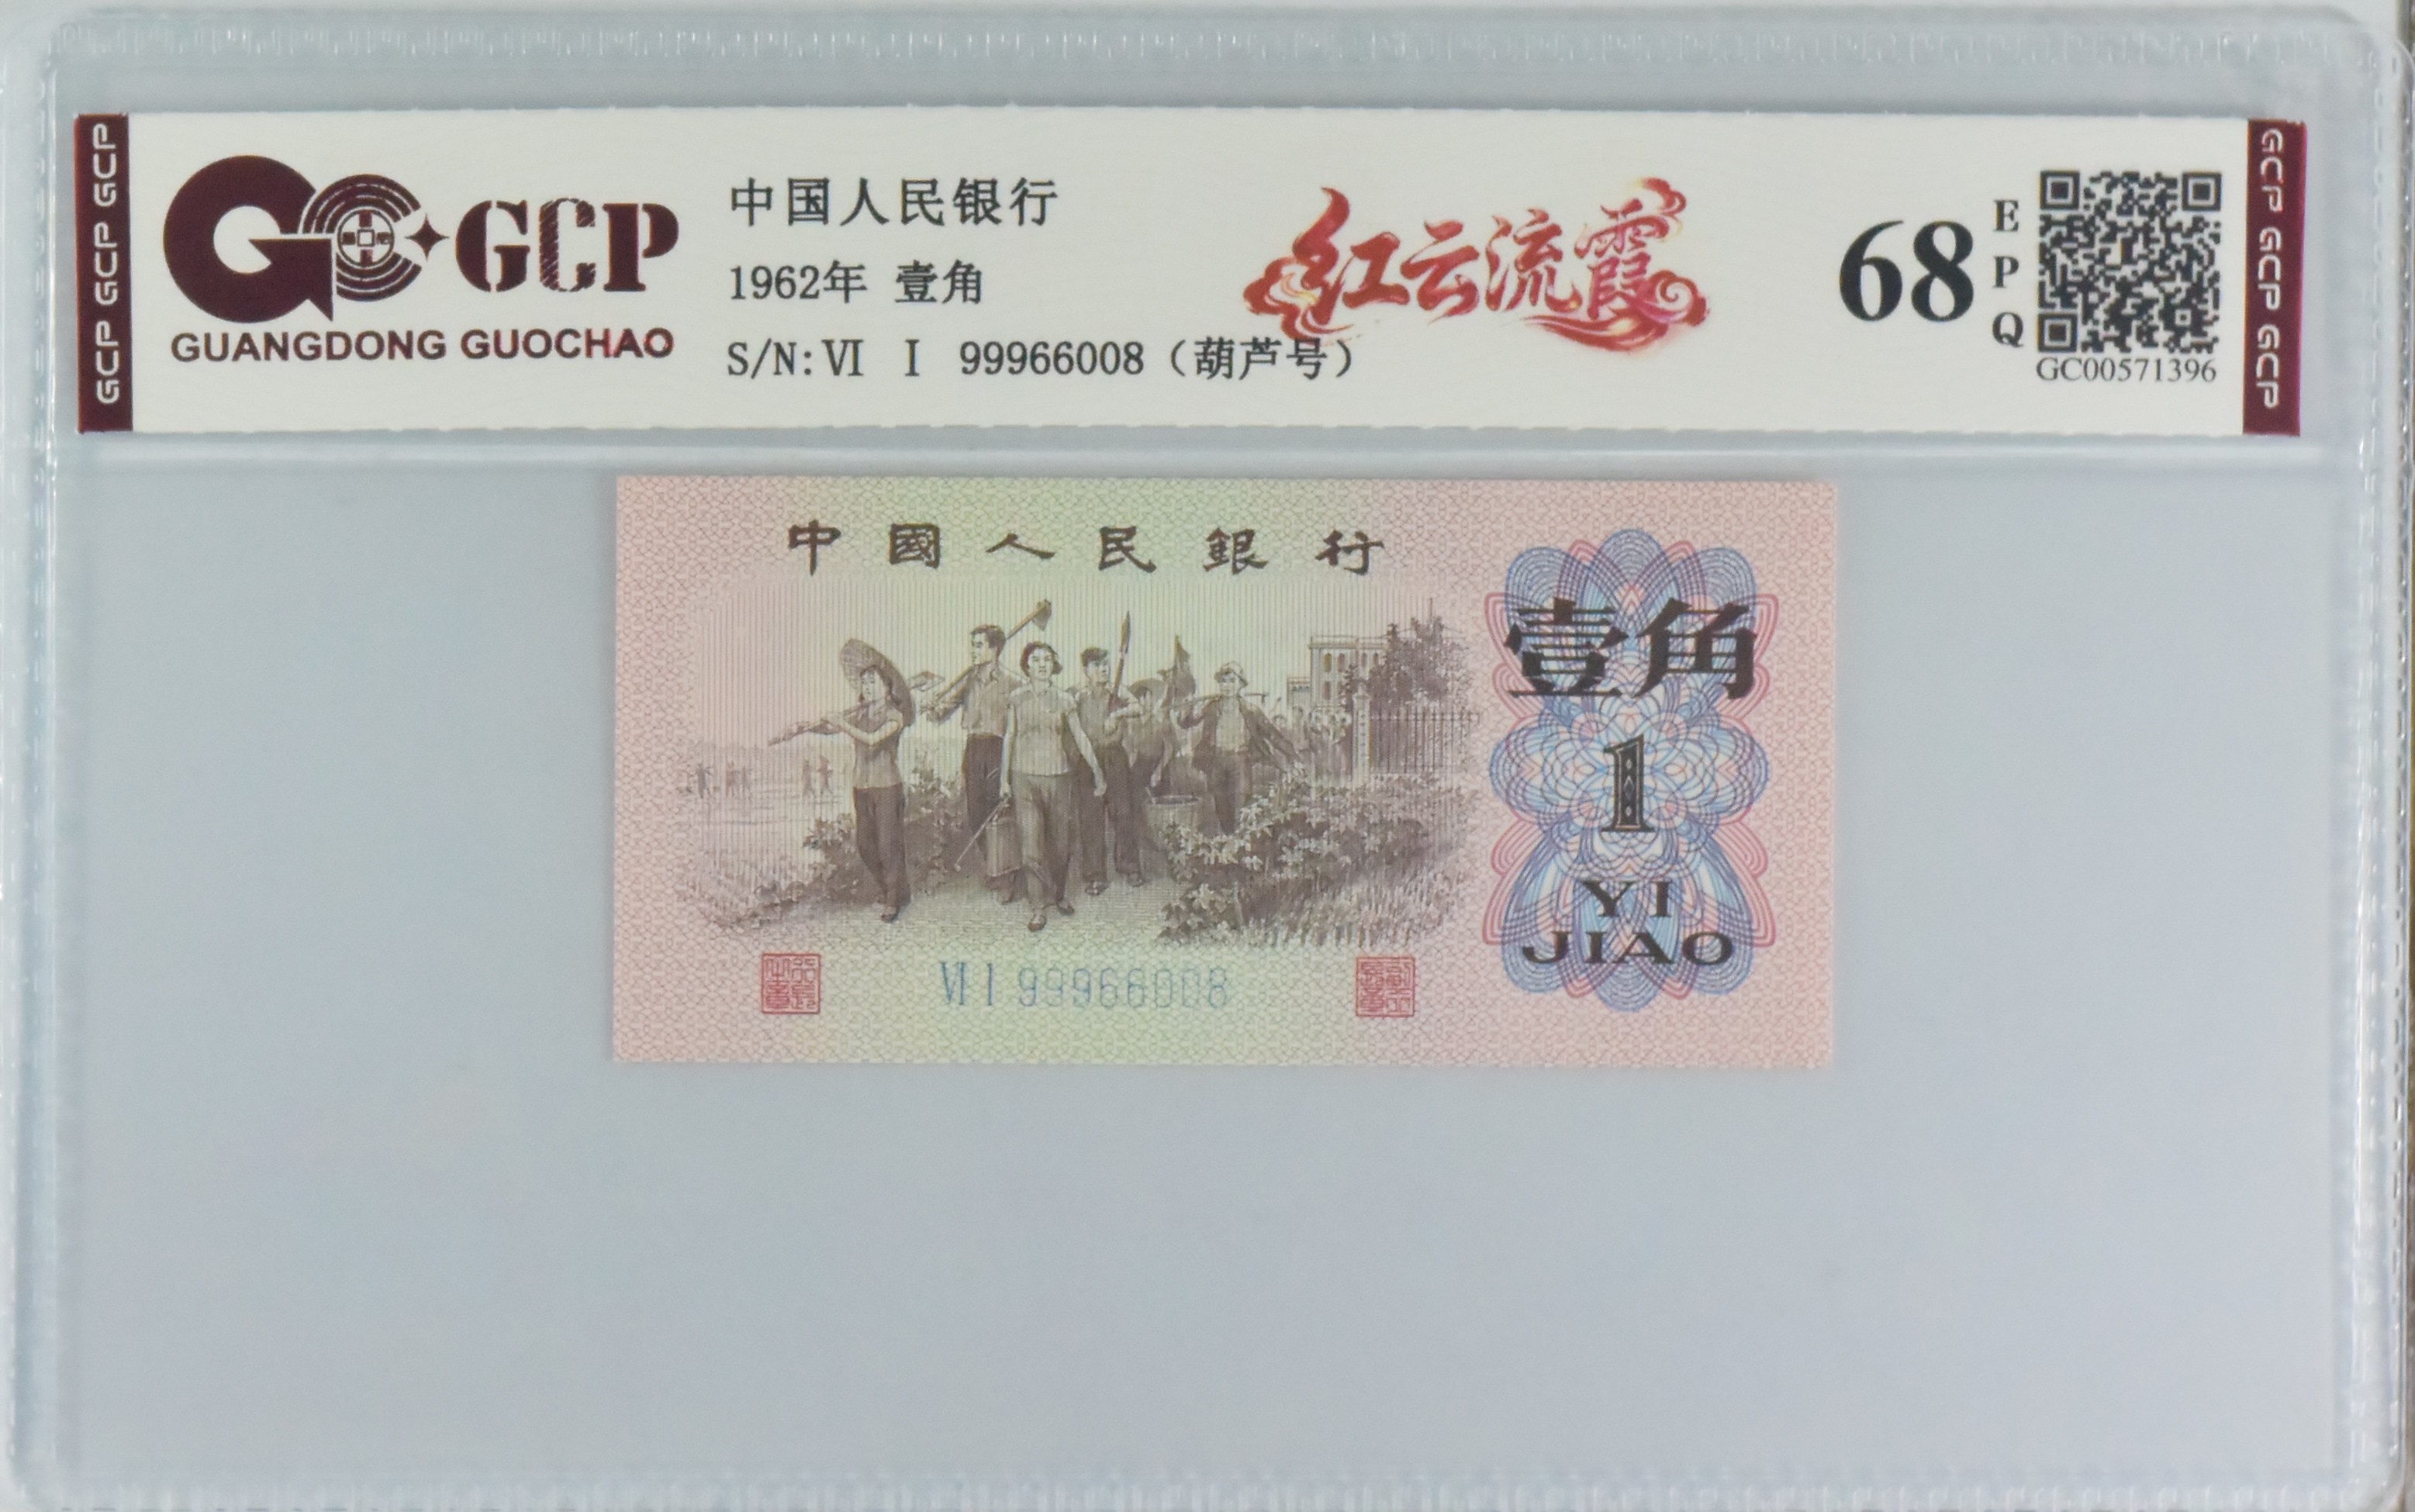 GCP GCP GCP
GCP
GUANGDONG GUOCHAO
中国人民银行
1962年 壹角
S/N:Ⅵ Ⅰ 99966008（葫芦号）
红云流霞
68
EPQ
GC00571396
GCP GCP GCP
中國人民銀行
壹角
1
YI
JIAO
Ⅵ Ⅰ 99966008